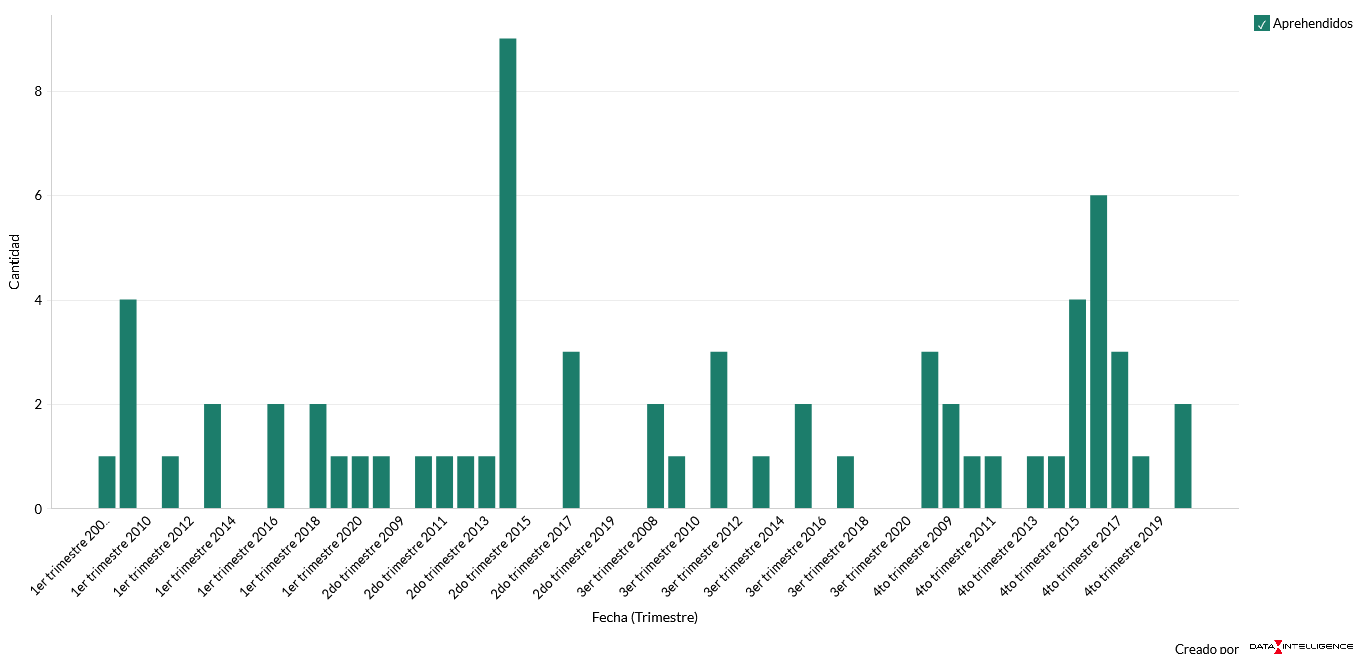 Aprehendidos
Cantidad
8
6
4
2
0
1er trimestre 200..
1er trimestre 2010
1er trimestre 2012
1er trimestre 2014
1er trimestre 2016
1er trimestre 2018
1er trimestre 2020
2do trimestre 2009
2do trimestre 2011
2do trimestre 2013
2do trimestre 2015
2do trimestre 2017
2do trimestre 2019
3er trimestre 2008
3er trimestre 2010
3er trimestre 2012
3er trimestre 2014
3er trimestre 2016
3er trimestre 2018
3er trimestre 2020
4to trimestre 2009
4to trimestre 2011
4to trimestre 2013
4to trimestre 2015
4to trimestre 2017
4to trimestre 2019
Fecha (Trimestre)
Creado por DATA INTELLIGENCE